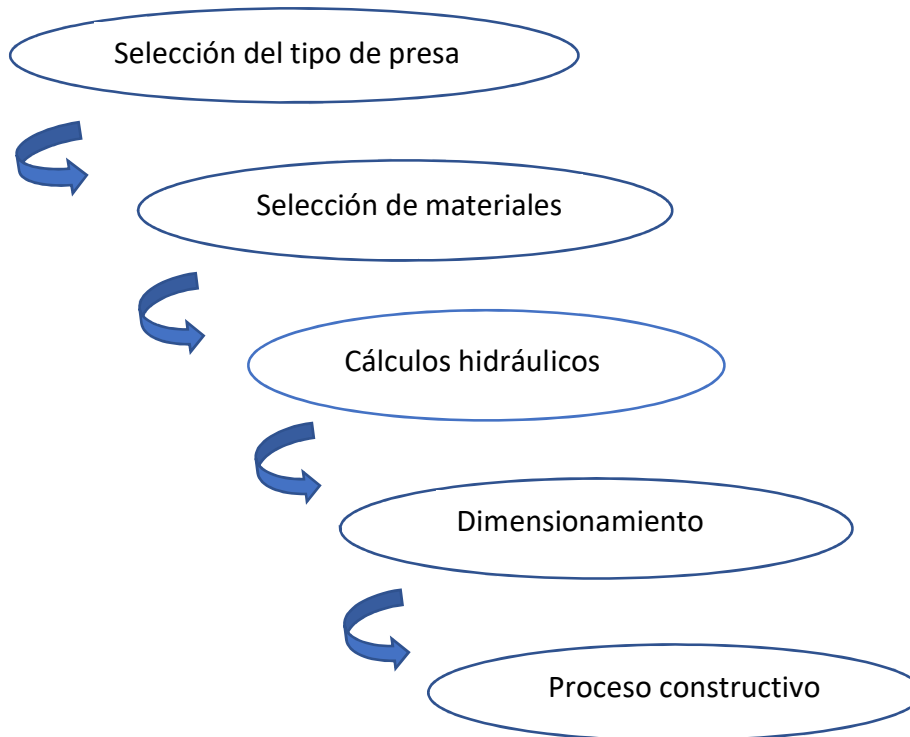 Selección del tipo de presa
Selección de materiales
Cálculos hidráulicos
Dimensionamiento
Proceso constructivo